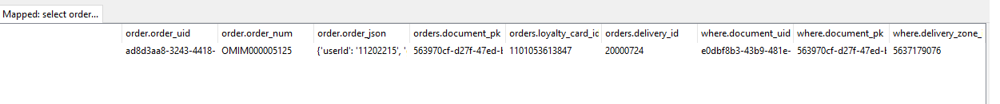 Mapped: select order...
order.order_uid order.order_num order.order_json orders.document_pk orders.loyalty_card_ic orders.delivery_id where.document_uid where.document_pk where.delivery_zone_
ad8d3aa8-3243-4418- OMIM000005125 {'userId': '11202215', ' 563970cf-d27f-47ed-b 1101053613847 20000724 e0dbf8b3-43b9-481e- 563970cf-d27f-47ed-b 5637179076